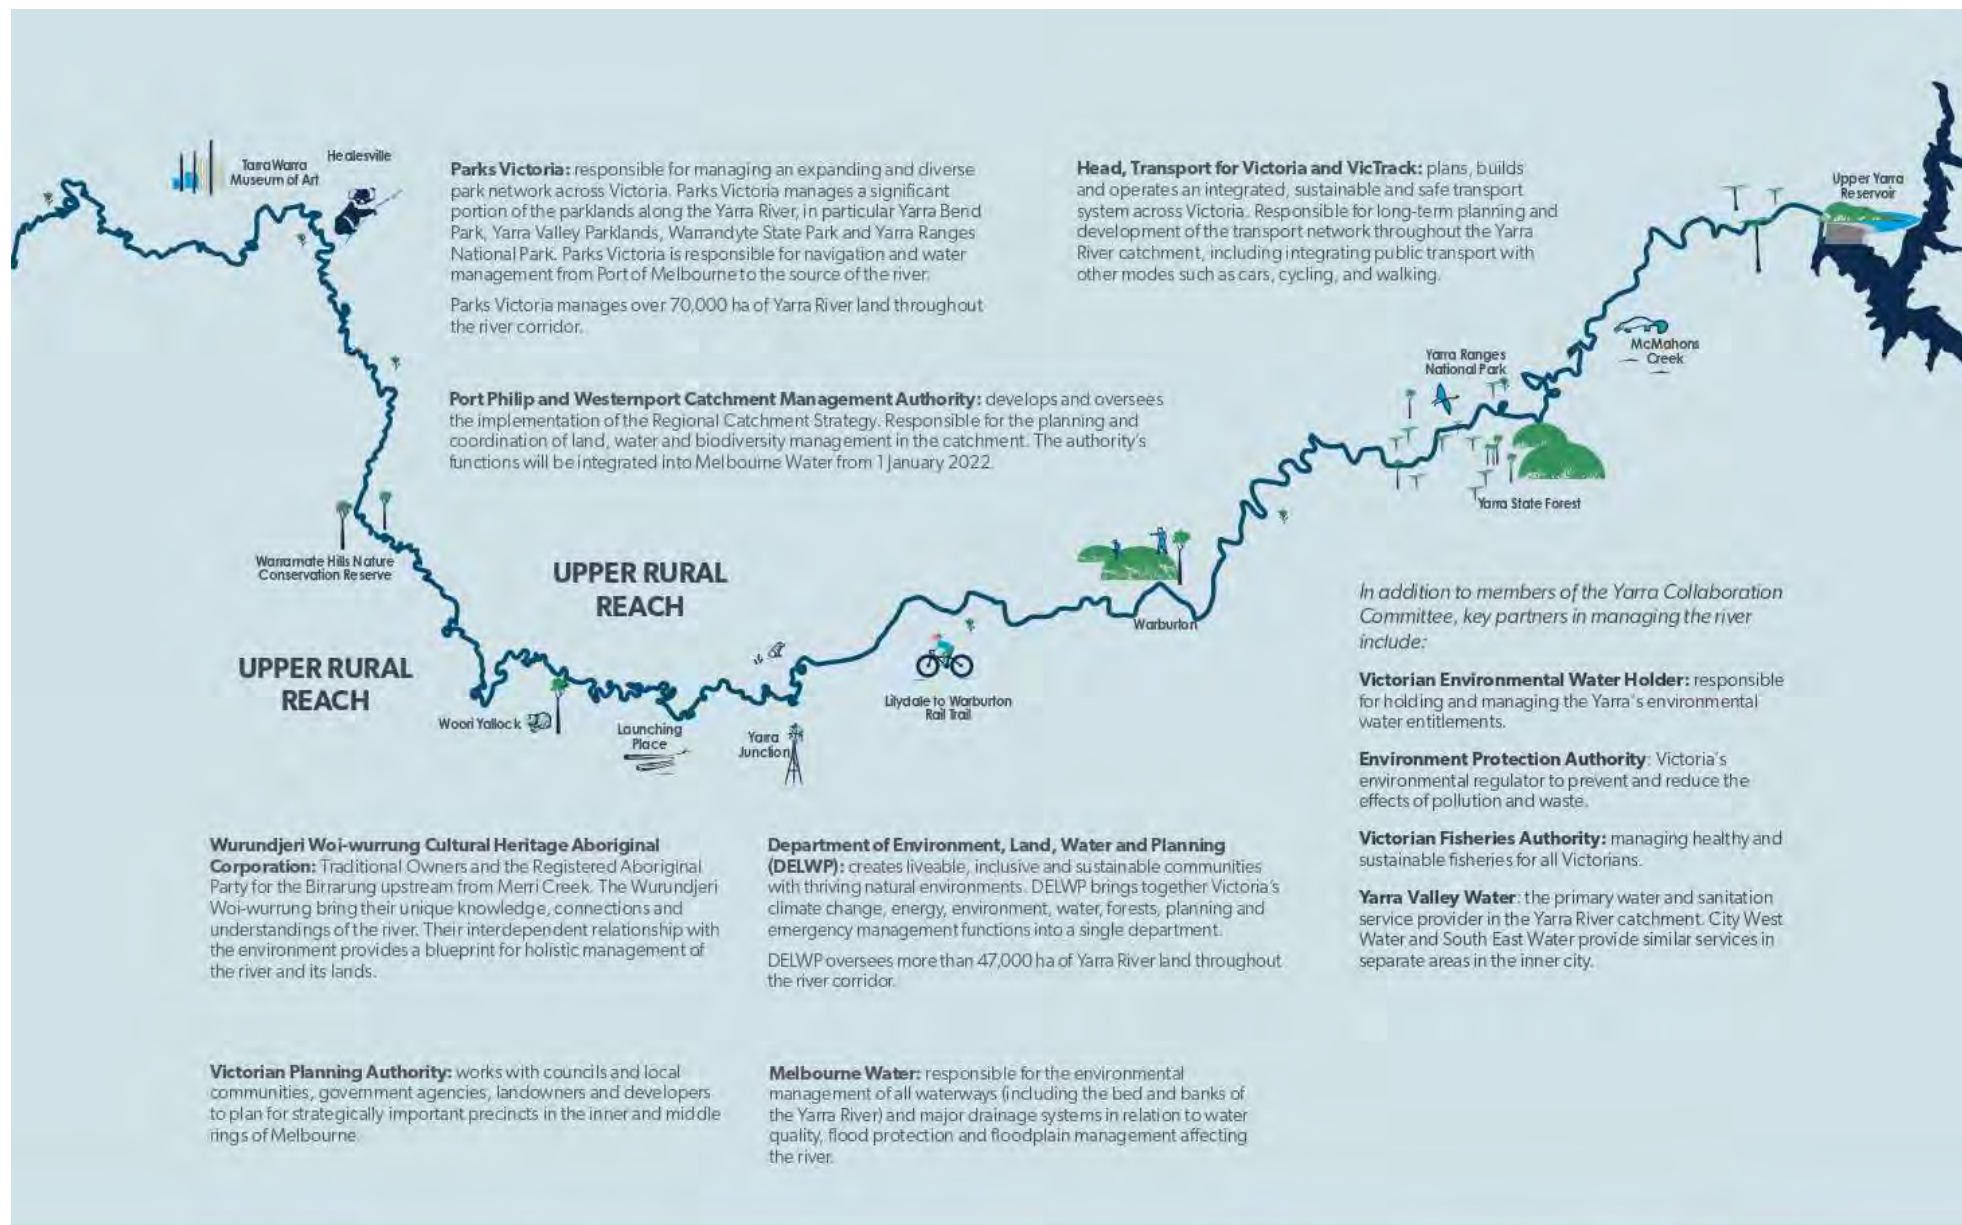 TarraWarra
Museum of Art
Healesville
Parks Victoria: responsible for managing an expanding and diverse
park network across Victoria. Parks Victoria manages a significant
portion of the parklands along the Yarra River, in particular Yarra Bend
Park, Yarra Valley Parklands, Warrandyte State Park and Yarra Ranges
National Park. Parks Victoria is responsible for navigation and water
management from Port of Melbourne to the source of the river.
Parks Victoria manages over 70,000 ha of Yarra River land throughout
the river corridor.
Head, Transport for Victoria and VicTrack: plans, builds
and operates an integrated, sustainable and safe transport
system across Victoria. Responsible for long-term planning and
development of the transport network throughout the Yarra
River catchment, including integrating public transport with
other modes such as cars, cycling, and walking.
Upper Yarra
Reservoir
McMahons
Creek
Yarra Ranges
National Park
Port Philip and Westernport Catchment Management Authority: develops and oversees
the implementation of the Regional Catchment Strategy. Responsible for the planning and
coordination of land, water and biodiversity management in the catchment. The authority's
functions will be integrated into Melbourne Water from 1 January 2022.
Yarra State Forest
Warramate Hills Nature
Conservation Reserve
UPPER RURAL
REACH
UPPER RURAL
REACH
Warburton
Lilydale to Warburton
Rail Trail
Woori Yallock
Launching
Place
Yarra
Junction
In addition to members of the Yarra Collaboration
Committee, key partners in managing the river
include:
Victorian Environmental Water Holder: responsible
for holding and managing the Yarra's environmental
water entitlements.
Environment Protection Authority: Victoria's
environmental regulator to prevent and reduce the
effects of pollution and waste.
Victorian Fisheries Authority: managing healthy and
sustainable fisheries for all Victorians.
Yarra Valley Water: the primary water and sanitation
service provider in the Yarra River catchment. City West
Water and South East Water provide similar services in
separate areas in the inner city.
Wurundjeri Woi-wurrung Cultural Heritage Aboriginal
Corporation: Traditional Owners and the Registered Aboriginal
Party for the Birrarung upstream from Merri Creek. The Wurundjeri
Woi-wurrung bring their unique knowledge, connections and
understandings of the river. Their interdependent relationship with
the environment provides a blueprint for holistic management of
the river and its lands.
Department of Environment, Land, Water and Planning
(DELWP): creates liveable, inclusive and sustainable communities
with thriving natural environments. DELWP brings together Victoria's
climate change, energy, environment, water, forests, planning and
emergency management functions into a single department.
DELWP oversees more than 47,000 ha of Yarra River land throughout
the river corridor.
Victorian Planning Authority: works with councils and local
communities, government agencies, landowners and developers
to plan for strategically important precincts in the inner and middle
rings of Melbourne.
Melbourne Water: responsible for the environmental
management of all waterways (including the bed and banks of
the Yarra River) and major drainage systems in relation to water
quality, flood protection and floodplain management affecting
the river.